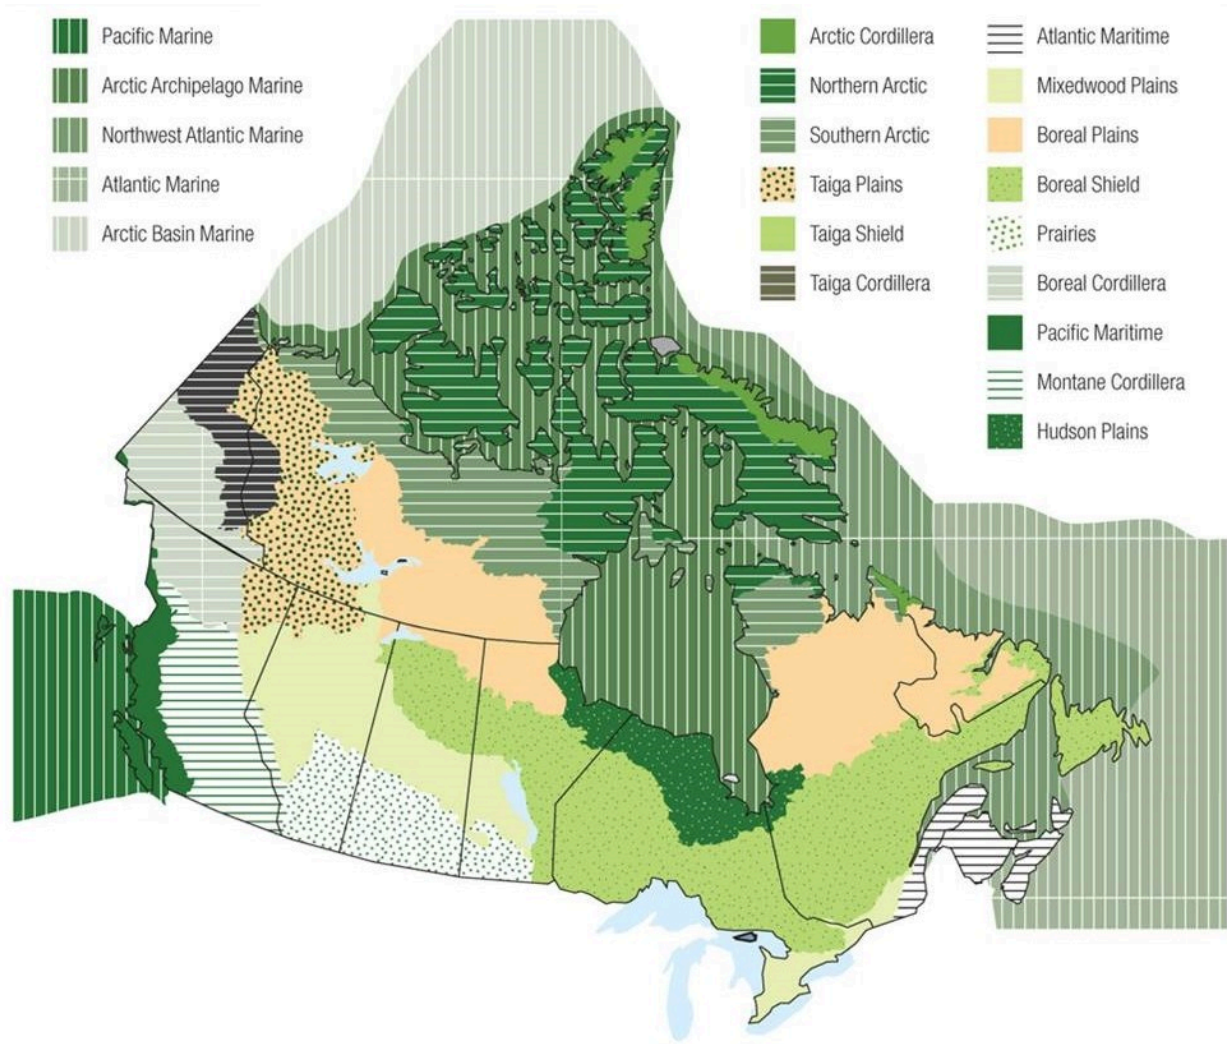 Pacific Marine
Arctic Archipelago Marine
Northwest Atlantic Marine
Atlantic Marine
Arctic Basin Marine
Arctic Cordillera
Northern Arctic
Southern Arctic
Taiga Plains
Taiga Shield
Taiga Cordillera
Atlantic Maritime
Mixedwood Plains
Boreal Plains
Boreal Shield
Prairies
Boreal Cordillera
Pacific Maritime
Montane Cordillera
Hudson Plains